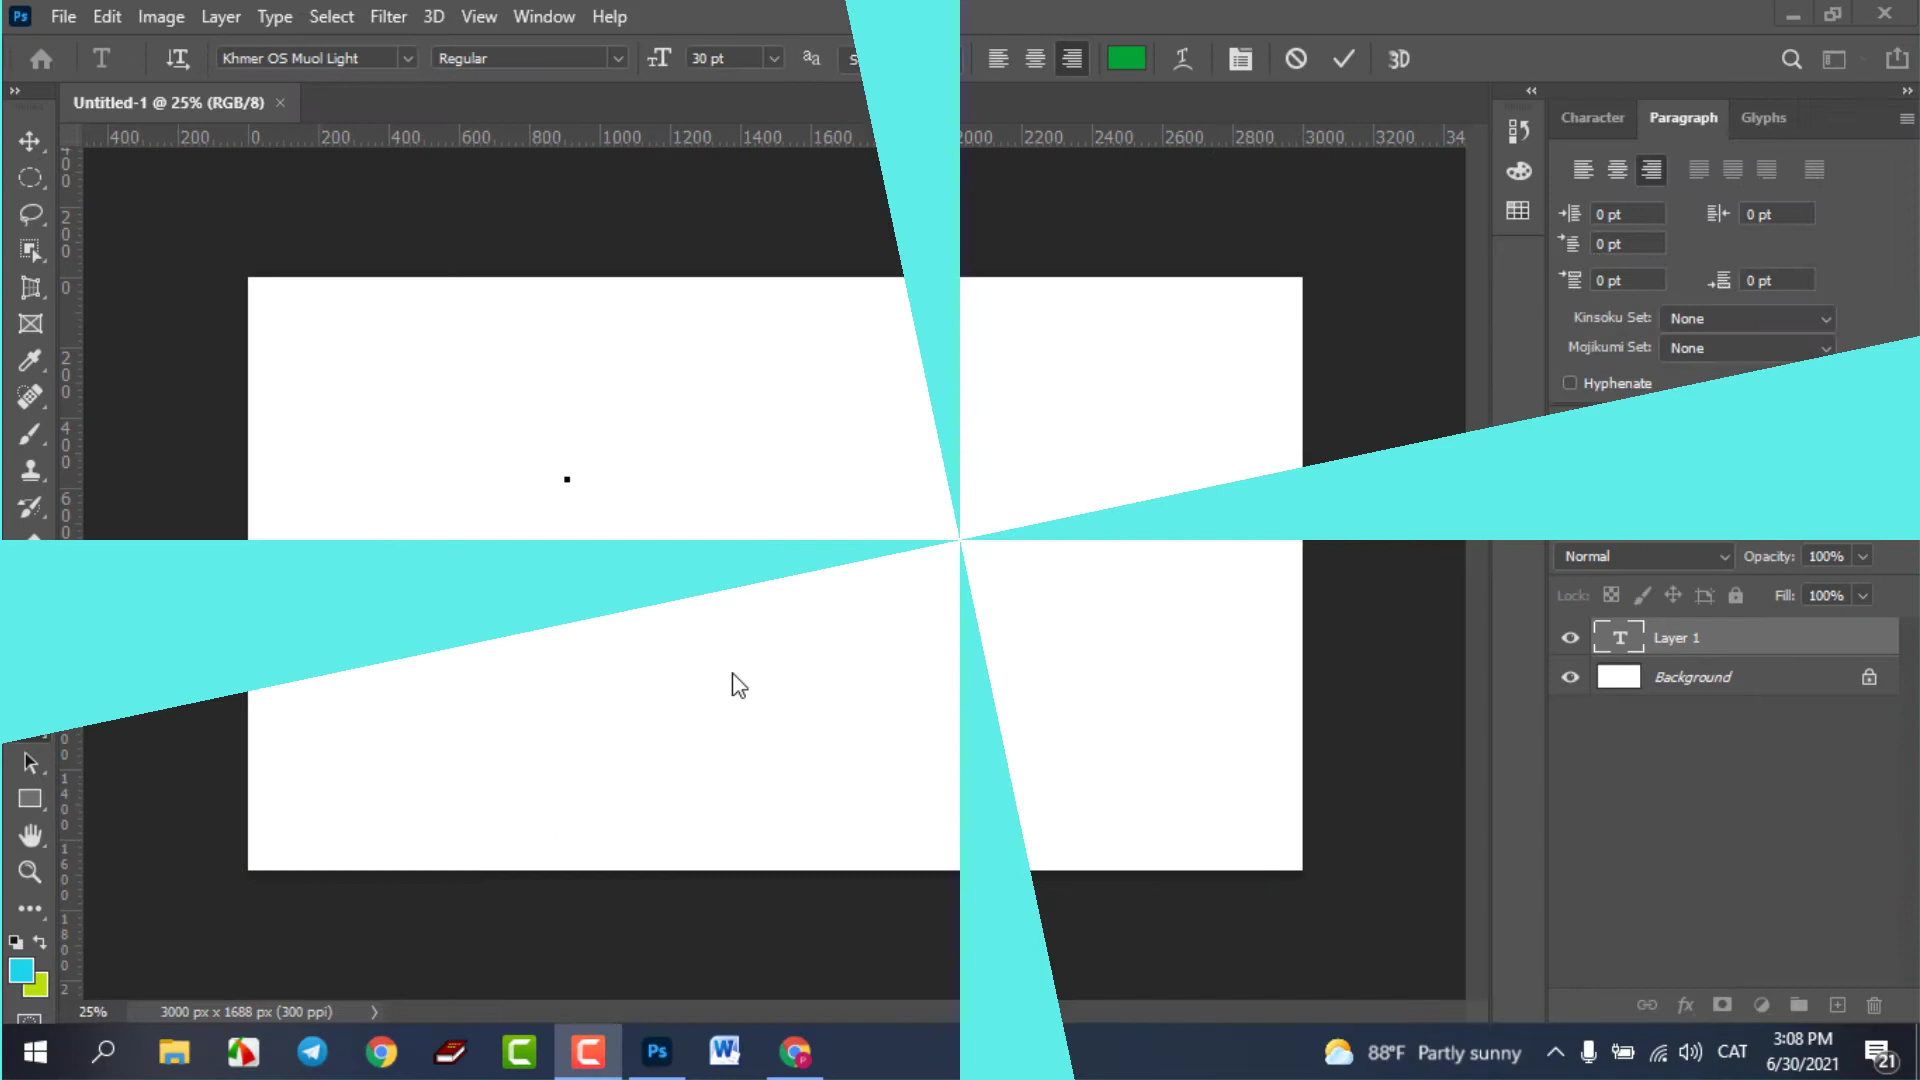 Ps File Edit Image Layer Type Select Filter 3D View Window Help
Khmer OS Muol Light Regular 30 pt 3D
Untitled-1 @ 25% (RGB/8)
400 200 0 200 400 600 800 1000 1200 1400 1600 2000 2200 2400 2600 2800 3000 3200 34
Character Paragraph Glyphs
0 pt 0 pt
0 pt
0 pt 0 pt
Kinsoku Set: None
Mojikumi Set: None
Hyphenate
Normal Opacity: 100%
Lock: Fill: 100%
Layer 1
Background
25% 3000 px x 1688 px (300 ppi)
88°F Partly sunny CAT
3:08 PM
6/30/2021
21